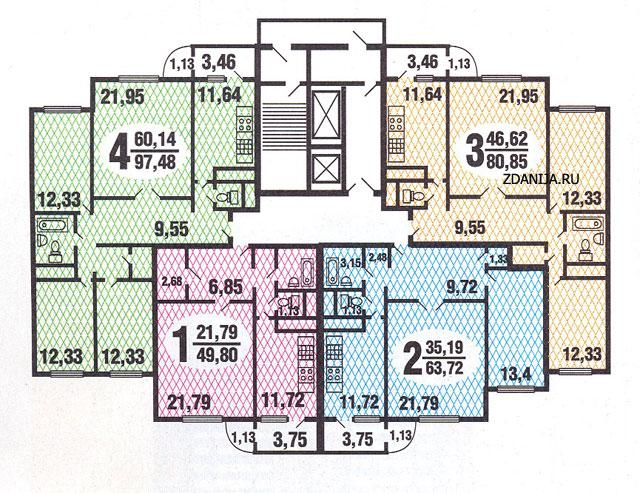 1,13 3,46 3,46 1,13
21,95 11,64 11,64 21,95
4 60,14
97,48
3 46,62
80,85
ZDANIJA.RU
12,33 12,33
9,55 9,55
2,68 6,85 3,15 2,48 9,72 1,33
1,13 1,13
1 21,79
49,80
2 35,19
63,72
12,33 12,33 12,33
13,4
21,79 11,72 11,72 21,79
1,13 3,75 3,75 1,13